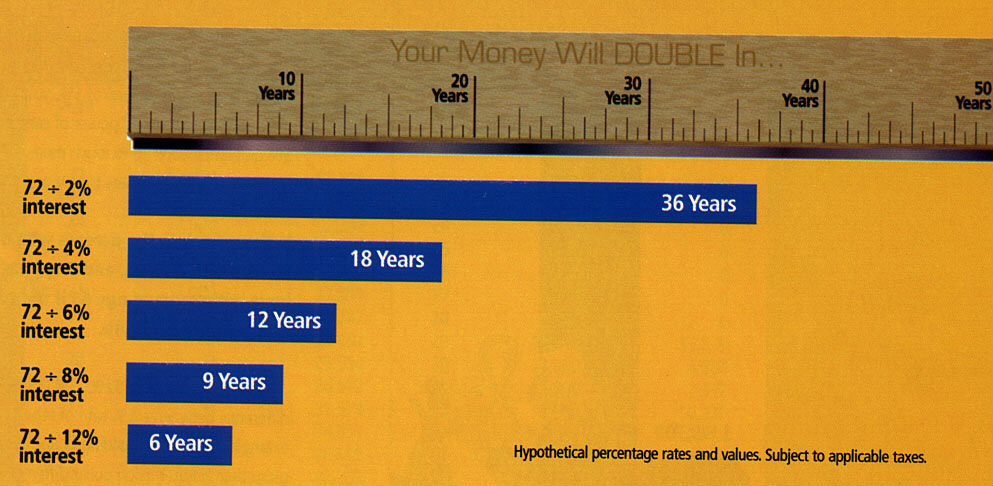 Your Money Will DOUBLE In...
10
Years
20
Years
30
Years
40
Years
50
Years
72 ÷ 2%
interest
36 Years
72 ÷ 4%
interest
18 Years
72 ÷ 6%
interest
12 Years
72 ÷ 8%
interest
9 Years
72 ÷ 12%
interest
6 Years
Hypothetical percentage rates and values. Subject to applicable taxes.